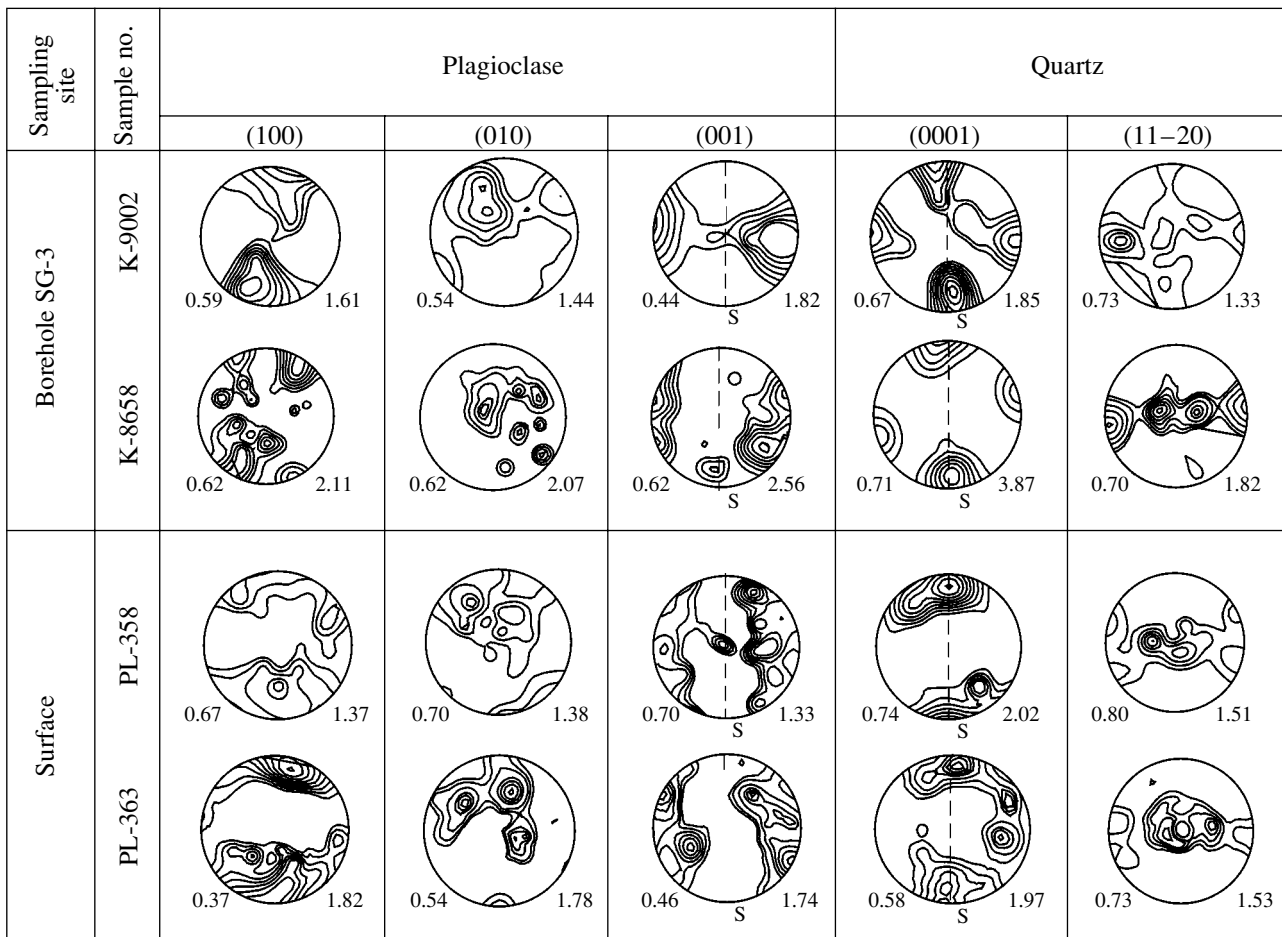 Sampling
site
Sample no.
Plagioclase
Quartz
(100)
(010)
(001)
(0001)
(11–20)
Borehole SG-3
K-9002
0.59 1.61
0.54 1.44
0.44 1.82
S
0.67 1.85
S
0.73 1.33
K-8658
0.62 2.11
0.62 2.07
0.62 2.56
S
0.71 3.87
S
0.70 1.82
Surface
PL-358
0.67 1.37
0.70 1.38
0.70 1.33
S
0.74 2.02
S
0.80 1.51
PL-363
0.37 1.82
0.54 1.78
0.46 1.74
S
0.58 1.97
S
0.73 1.53